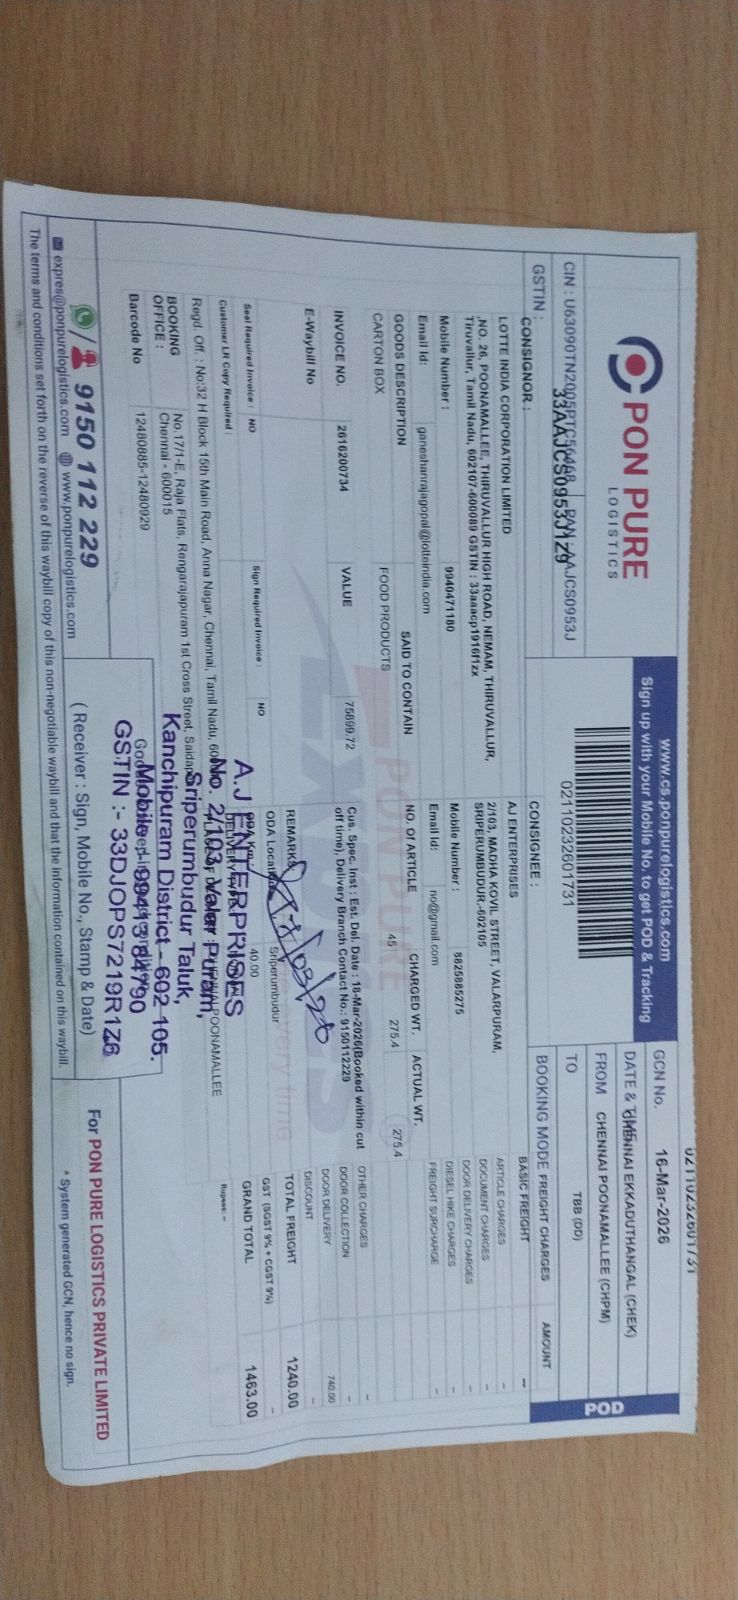 PON PURE
LOGISTICS
CIN : U63090TN2005PTC56468 PAN : AAJCS0953J
GSTIN : 33AAJCS0953J1Z9
www.cs.ponpurelogistics.com
Sign up with your Mobile No. to get POD & Tracking
02110232601731
GCN No. 02110232601731
DATE & TIME 16-Mar-2026
FROM CHENNAI EKKADUTHANGAL (CHEK)
TO CHENNAI POONAMALLEE (CHPM)
BOOKING MODE TBB (DD)
POD
CONSIGNOR :
LOTTE INDIA CORPORATION LIMITED
,NO. 26, POONAMALLEE, THIRUVALLUR HIGH ROAD, NEMAM, THIRUVALLUR,
Tiruvallur, Tamil Nadu, 602107-600089 GSTIN : 33aaacp1916f1zx
Mobile Number : 9940471180
Email Id: ganeshanrajagopal@lotteindia.com
CONSIGNEE :
AJ ENTERPRISES
2/103, MADHA KOVIL STREET, VALARPURAM,
SRIPERUMBUDUR.-602105
Mobile Number : 8825885275
Email Id: no@gmail.com
FREIGHT CHARGES AMOUNT
BASIC FREIGHT --
ARTICLE CHARGES -
DOCUMENT CHARGES -
DOOR DELIVERY CHARGES -
DIESEL HIKE CHARGES -
FREIGHT SURCHARGE -
OTHER CHARGES -
DOOR COLLECTION -
DOOR DELIVERY 740.00
DISCOUNT -
TOTAL FREIGHT 1240.00
GST (SGST 9% + CGST 9%) -
GRAND TOTAL 1463.00
Rupees: --
GOODS DESCRIPTION SAID TO CONTAIN NO. OF ARTICLE CHARGED WT. ACTUAL WT.
CARTON BOX FOOD PRODUCTS 45 275.4 275.4
INVOICE NO. 2616200734 VALUE 75899.72
E-Waybill No
Cus. Spec. Inst : Est. Del. Date : 18-Mar-2026(Booked within cut
off time), Delivery Branch Contact No.: 9150112229
REMARKS
ODA Location Sriperumbudur
ODA Km 40.00
Seal Required Invoice : NO Sign Required Invoice : NO
Customer LR Copy Required :
Regd. Off. : No:32 H Block 15th Main Road, Anna Nagar, Chennai, Tamil Nadu,
BOOKING OFFICE : No.17/1-E, Raja Flats, Rengarajapuram 1st Cross Street, Saidapet
Chennai - 600015
Barcode No 12480885-12480929
A.J ENTERPRISES
No. 2/103, Valar Puram,
Sriperumbudur Taluk,
Kanchipuram District - 602 105.
Mobile :- 9941384790
GSTIN :- 33DJOPS7219R1Z6
9150 112 229
expres@ponpurelogistics.com www.ponpurelogistics.com
( Receiver : Sign, Mobile No., Stamp & Date)
For PON PURE LOGISTICS PRIVATE LIMITED
* System generated GCN, hence no sign.
The terms and conditions set forth on the reverse of this waybill copy of this non-negotiable waybill and that the information contained on this waybill.